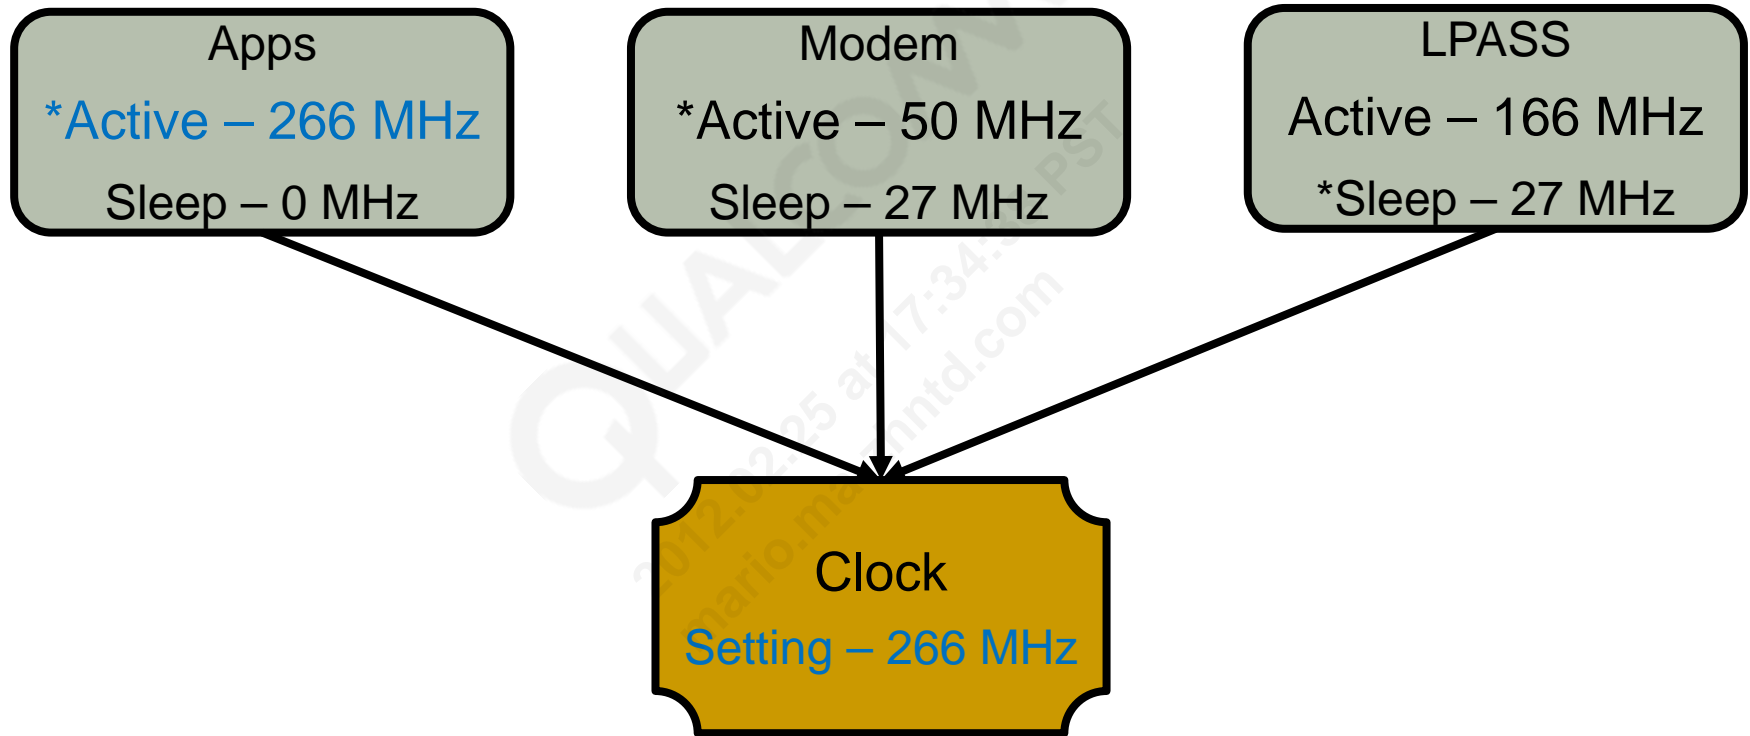 Apps
*Active – 266 MHz
Sleep – 0 MHz
Modem
*Active – 50 MHz
Sleep – 27 MHz
LPASS
Active – 166 MHz
*Sleep – 27 MHz
Clock
Setting – 266 MHz